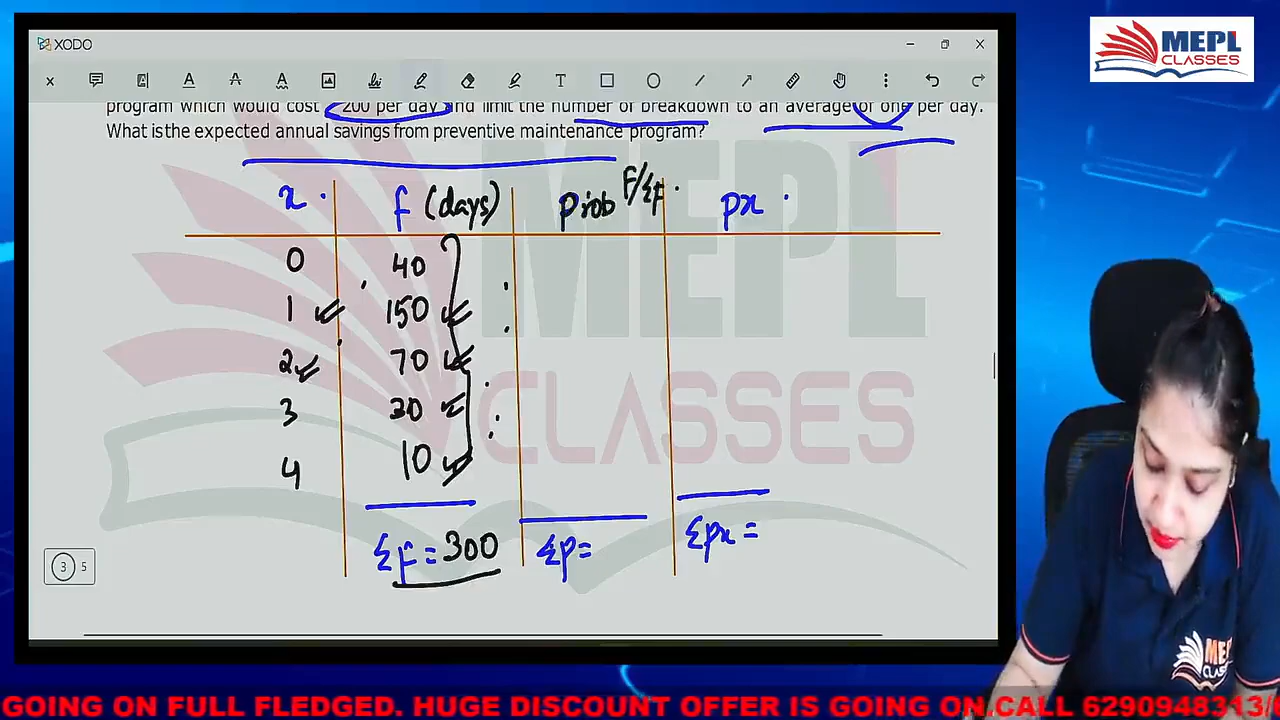 XODO
MEPL
CLASSES
program which would cost 200 per day and limit the number of breakdown to an average of one per day.
What is the expected annual savings from preventive maintenance program?
x f (days) prob f/Σf px
0 40
1 150
2 70
3 30
4 10
Σf = 300 Σp= Σpx =
MEPL
CLASSES
3 5
GOING ON FULL FLEDGED. HUGE DISCOUNT OFFER IS GOING ON.CALL 6290948313/